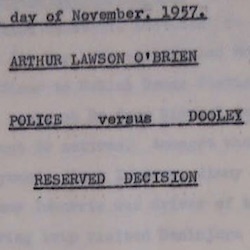 day of November, 1957.
ARTHUR LAWSON O'BRIEN
POLICE versus DOOLEY
RESERVED DECISION